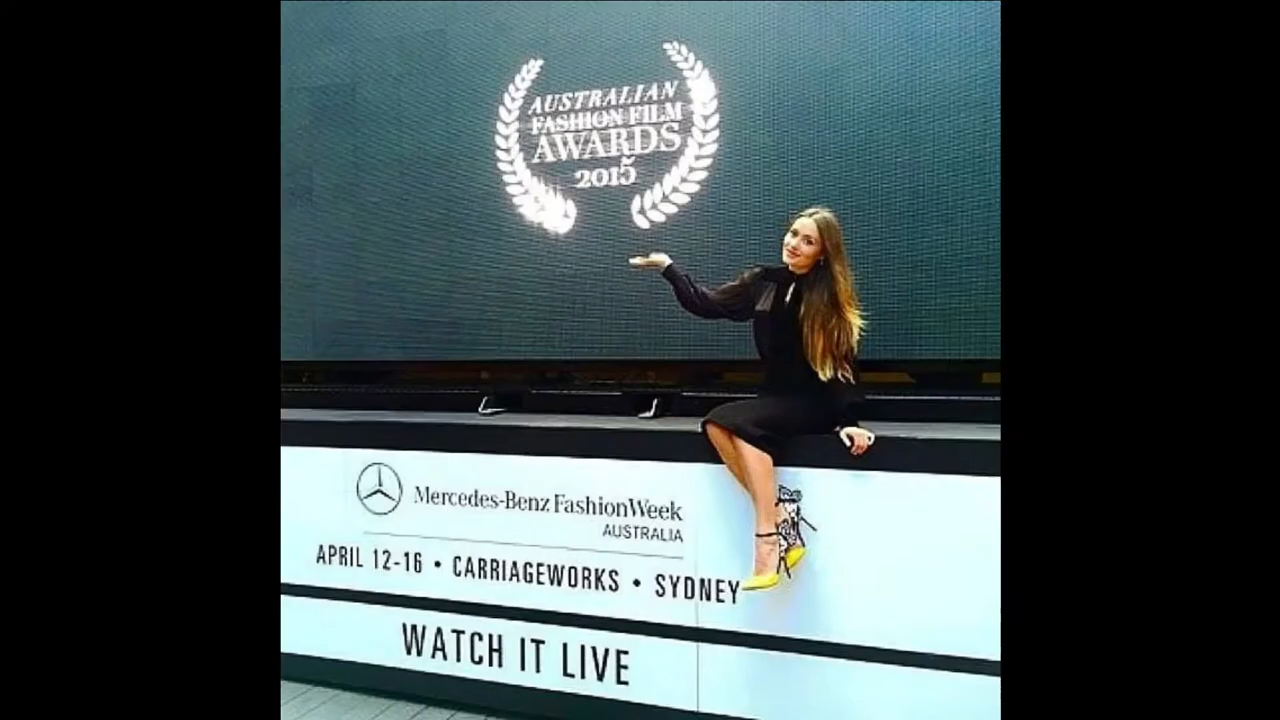 AUSTRALIAN
FASHION FILM
AWARDS
2015
Mercedes-Benz FashionWeek
AUSTRALIA
APRIL 12-16 • CARRIAGEWORKS • SYDNEY
WATCH IT LIVE